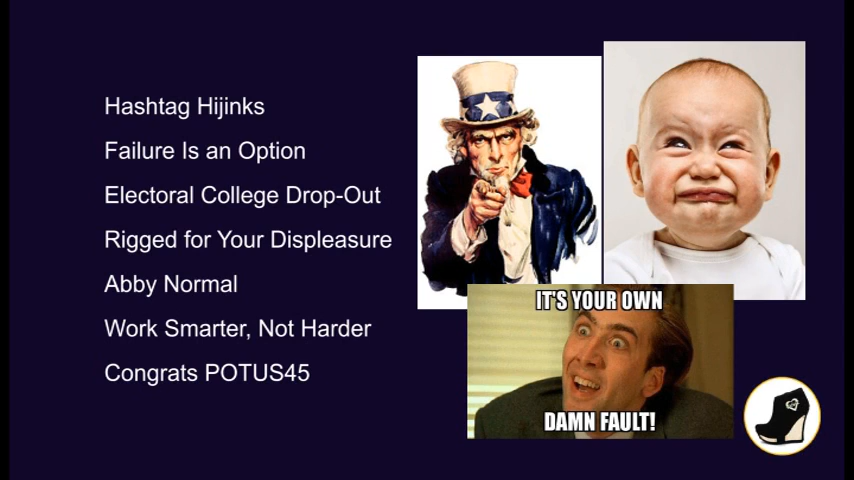 Hashtag Hijinks
Failure Is an Option
Electoral College Drop-Out
Rigged for Your Displeasure
Abby Normal
Work Smarter, Not Harder
Congrats POTUS45
IT'S YOUR OWN
DAMN FAULT!